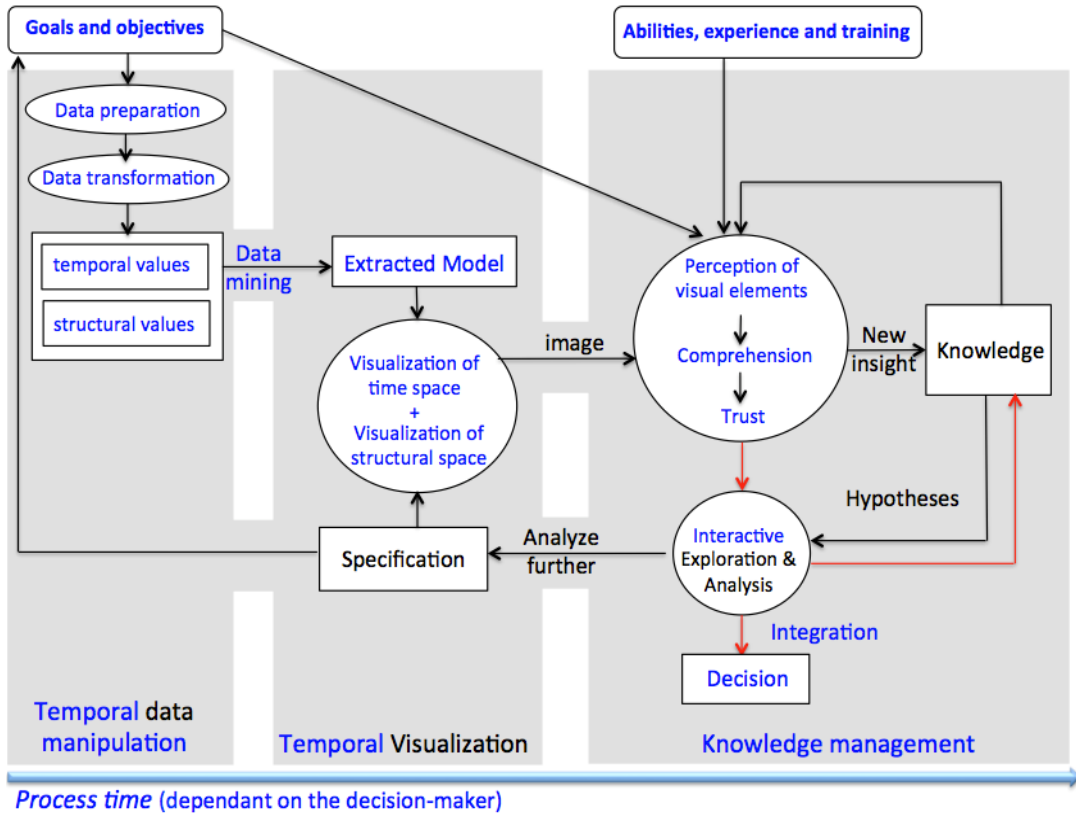 Goals and objectives
Abilities, experience and training
Data preparation
Data transformation
temporal values
structural values
Data
mining
Extracted Model
Visualization of
time space
+
Visualization of
structural space
image
Perception of
visual elements
Comprehension
Trust
New
insight
Knowledge
Hypotheses
Interactive
Exploration &
Analysis
Analyze
further
Specification
Integration
Decision
Temporal data
manipulation
Temporal Visualization
Knowledge management
Process time (dependant on the decision-maker)